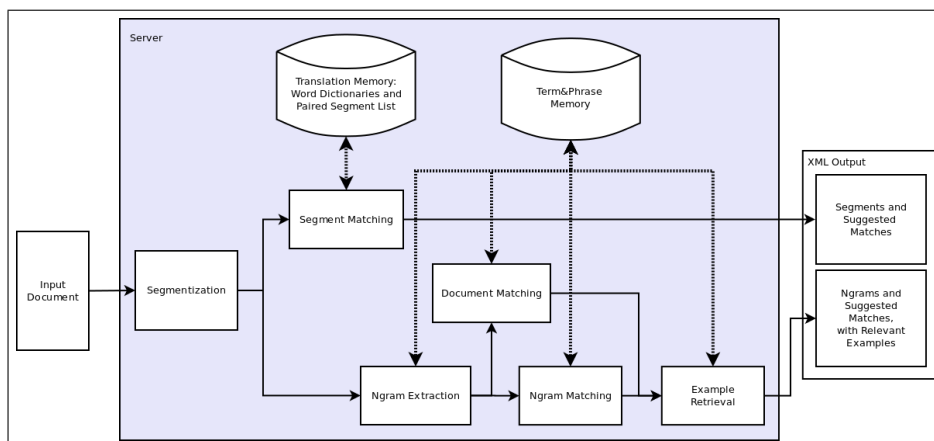 Server
Translation Memory:
Word Dictionaries and
Paired Segment List
Term&Phrase
Memory
XML Output
Segment Matching
Segments and
Suggested
Matches
Input
Document
Segmentization
Document Matching
Ngrams and
Suggested
Matches,
with Relevant
Examples
Ngram Extraction
Ngram Matching
Example
Retrieval